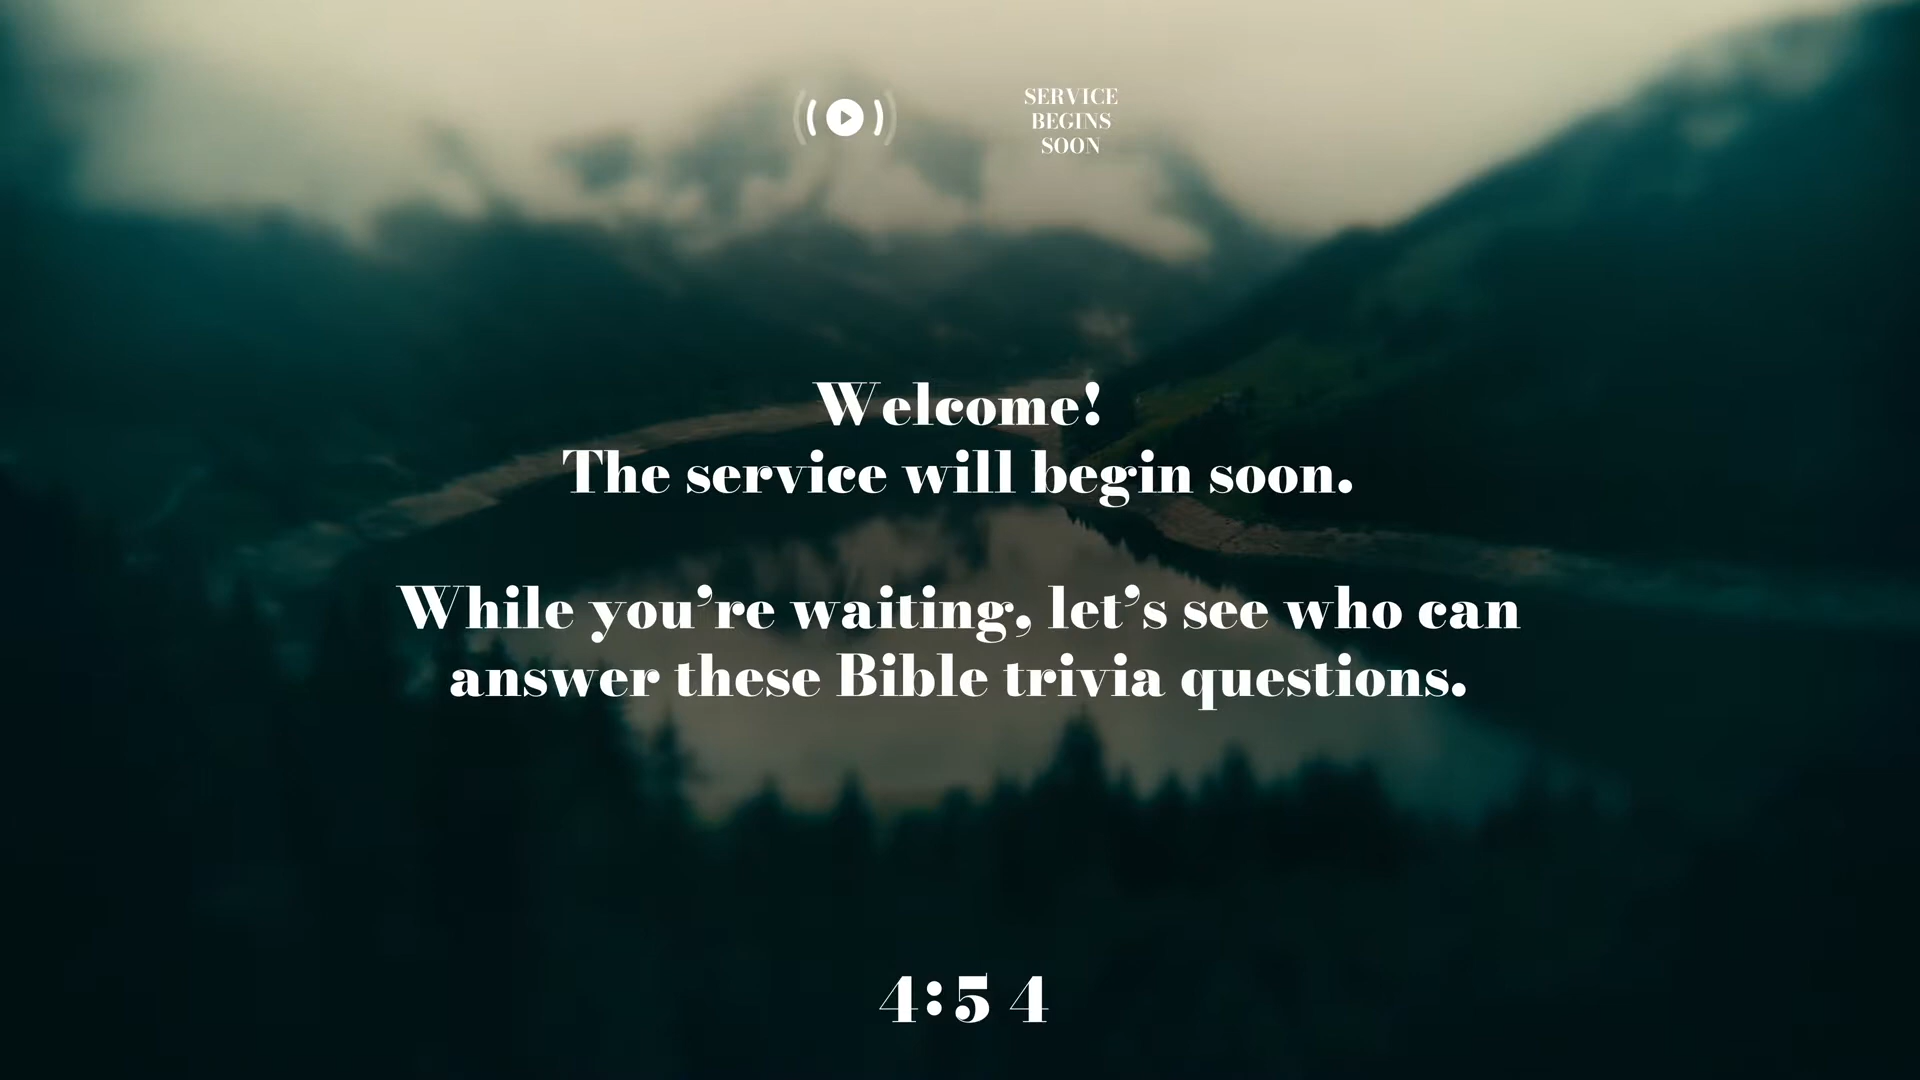 SERVICE
BEGINS
SOON
Welcome!
The service will begin soon.
While you’re waiting, let’s see who can
answer these Bible trivia questions.
4:54